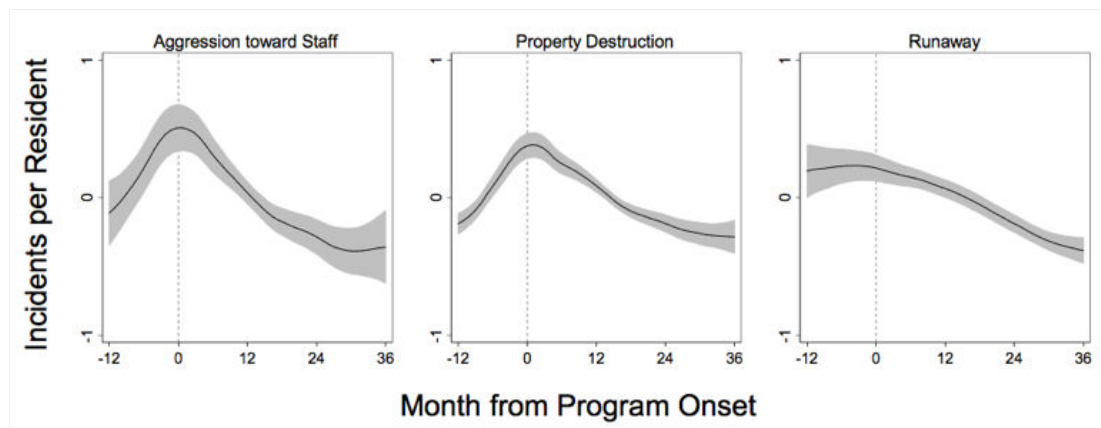 Aggression toward Staff
Property Destruction
Runaway
Incidents per Resident
1
0
-1
-12 0 12 24 36
1
0
-1
-12 0 12 24 36
1
0
-1
-12 0 12 24 36
Month from Program Onset